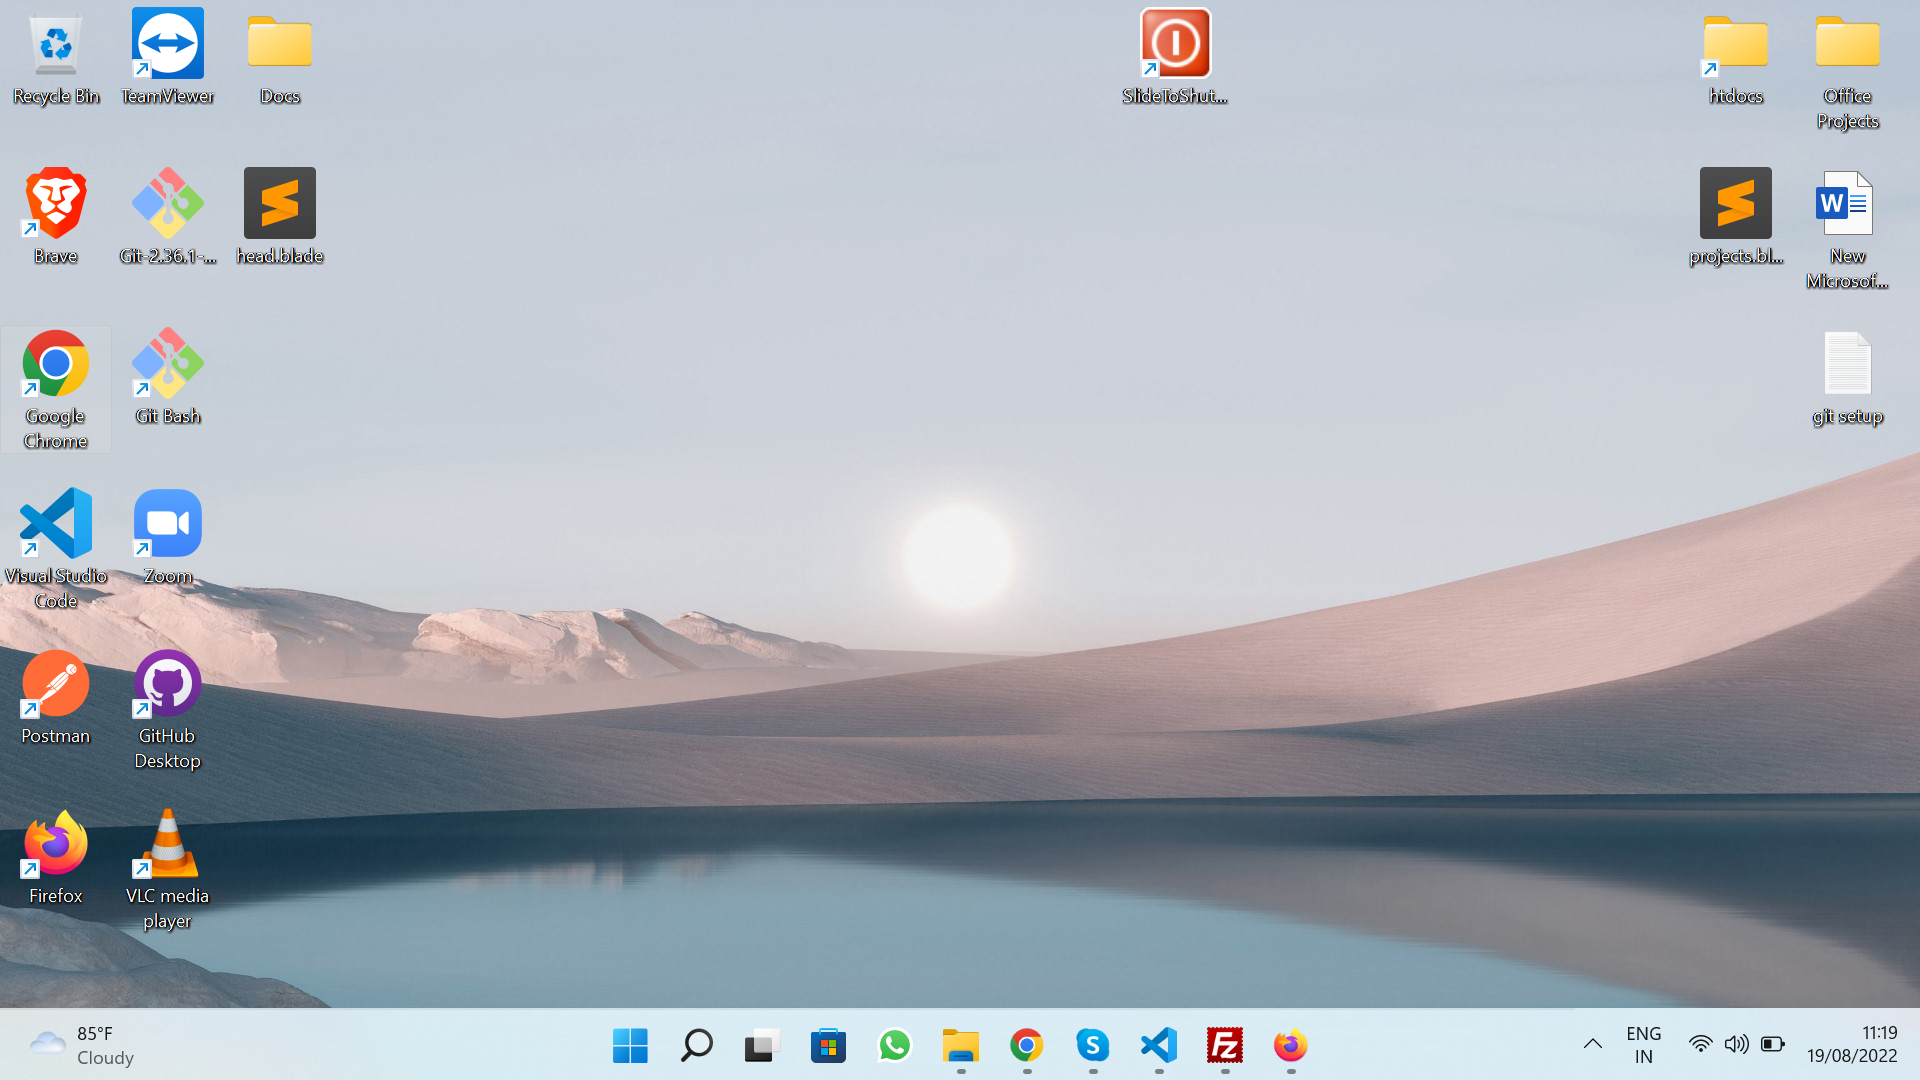 Recycle Bin
TeamViewer
Docs
SlideToShut...
htdocs
Office
Projects
Brave
Git-2.36.1-...
head.blade
projects.bl...
W
New
Microsof...
Google
Chrome
Git Bash
git setup
Visual Studio
Code
Zoom
Postman
GitHub
Desktop
Firefox
VLC media
player
85°F
Cloudy
S
FZ
ENG
IN
11:19
19/08/2022